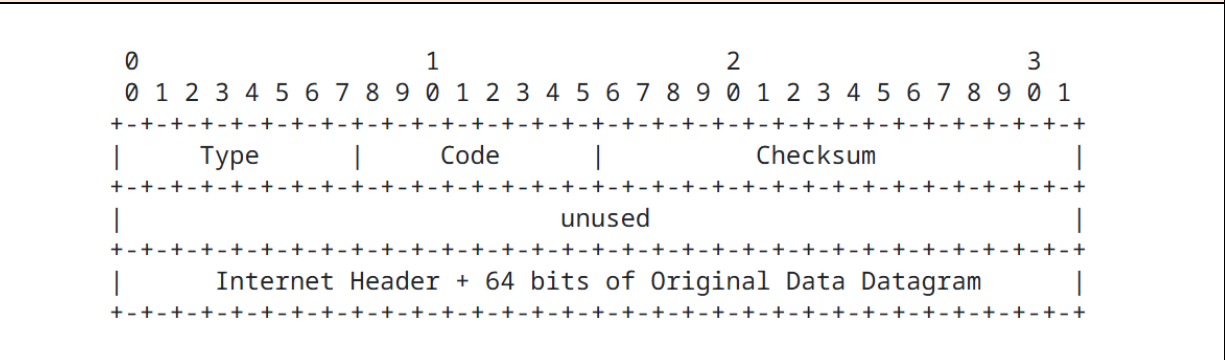 0                   1                   2                   3
0 1 2 3 4 5 6 7 8 9 0 1 2 3 4 5 6 7 8 9 0 1 2 3 4 5 6 7 8 9 0 1
+-+-+-+-+-+-+-+-+-+-+-+-+-+-+-+-+-+-+-+-+-+-+-+-+-+-+-+-+-+-+-+-+
|     Type      |     Code      |          Checksum             |
+-+-+-+-+-+-+-+-+-+-+-+-+-+-+-+-+-+-+-+-+-+-+-+-+-+-+-+-+-+-+-+-+
|                             unused                            |
+-+-+-+-+-+-+-+-+-+-+-+-+-+-+-+-+-+-+-+-+-+-+-+-+-+-+-+-+-+-+-+-+
|      Internet Header + 64 bits of Original Data Datagram      |
+-+-+-+-+-+-+-+-+-+-+-+-+-+-+-+-+-+-+-+-+-+-+-+-+-+-+-+-+-+-+-+-+